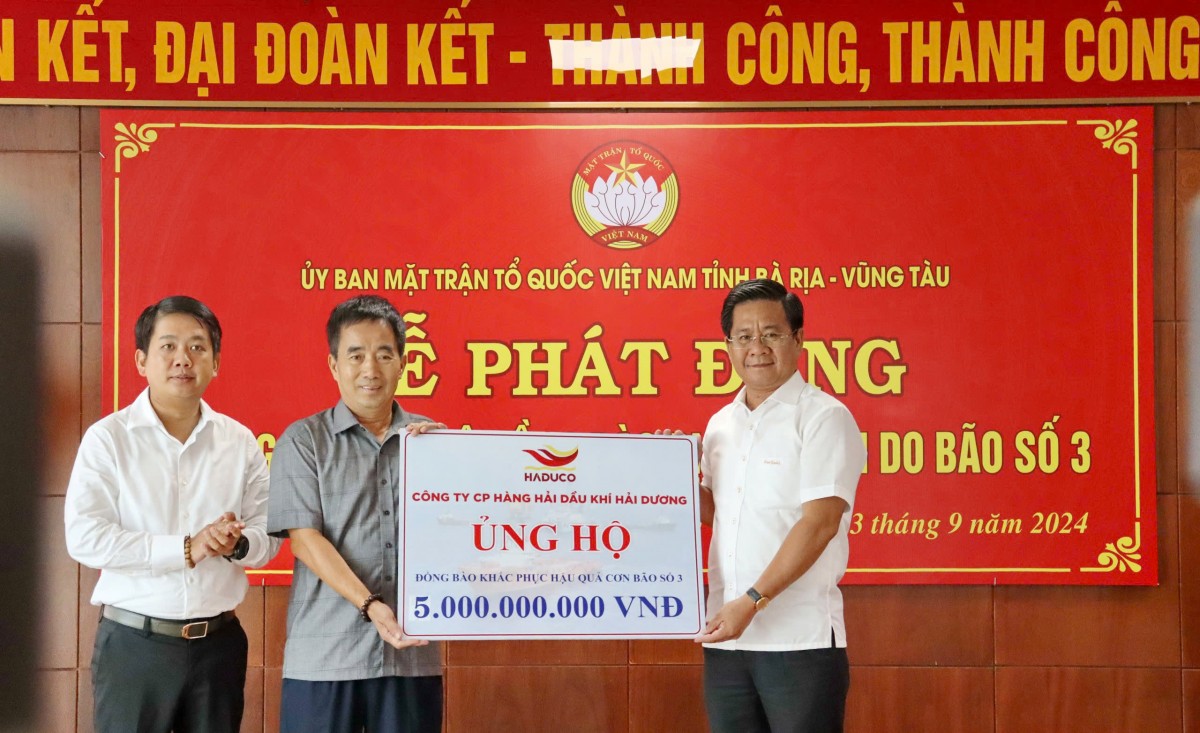 KẾT, ĐẠI ĐOÀN KẾT - THÀNH CÔNG, THÀNH CÔNG
MẶT TRẬN TỔ QUỐC
VIỆT NAM
ỦY BAN MẶT TRẬN TỔ QUỐC VIỆT NAM TỈNH BÀ RỊA - VŨNG TÀU
PHÁT
DO BÃO SỐ 3
3 tháng 9 năm 2024
HADUCO
CÔNG TY CP HÀNG HẢI DẦU KHÍ HẢI DƯƠNG
ỦNG HỘ
ĐỒNG BÀO KHẮC PHỤC HẬU QUẢ CƠN BÃO SỐ 3
5.000.000.000 VNĐ